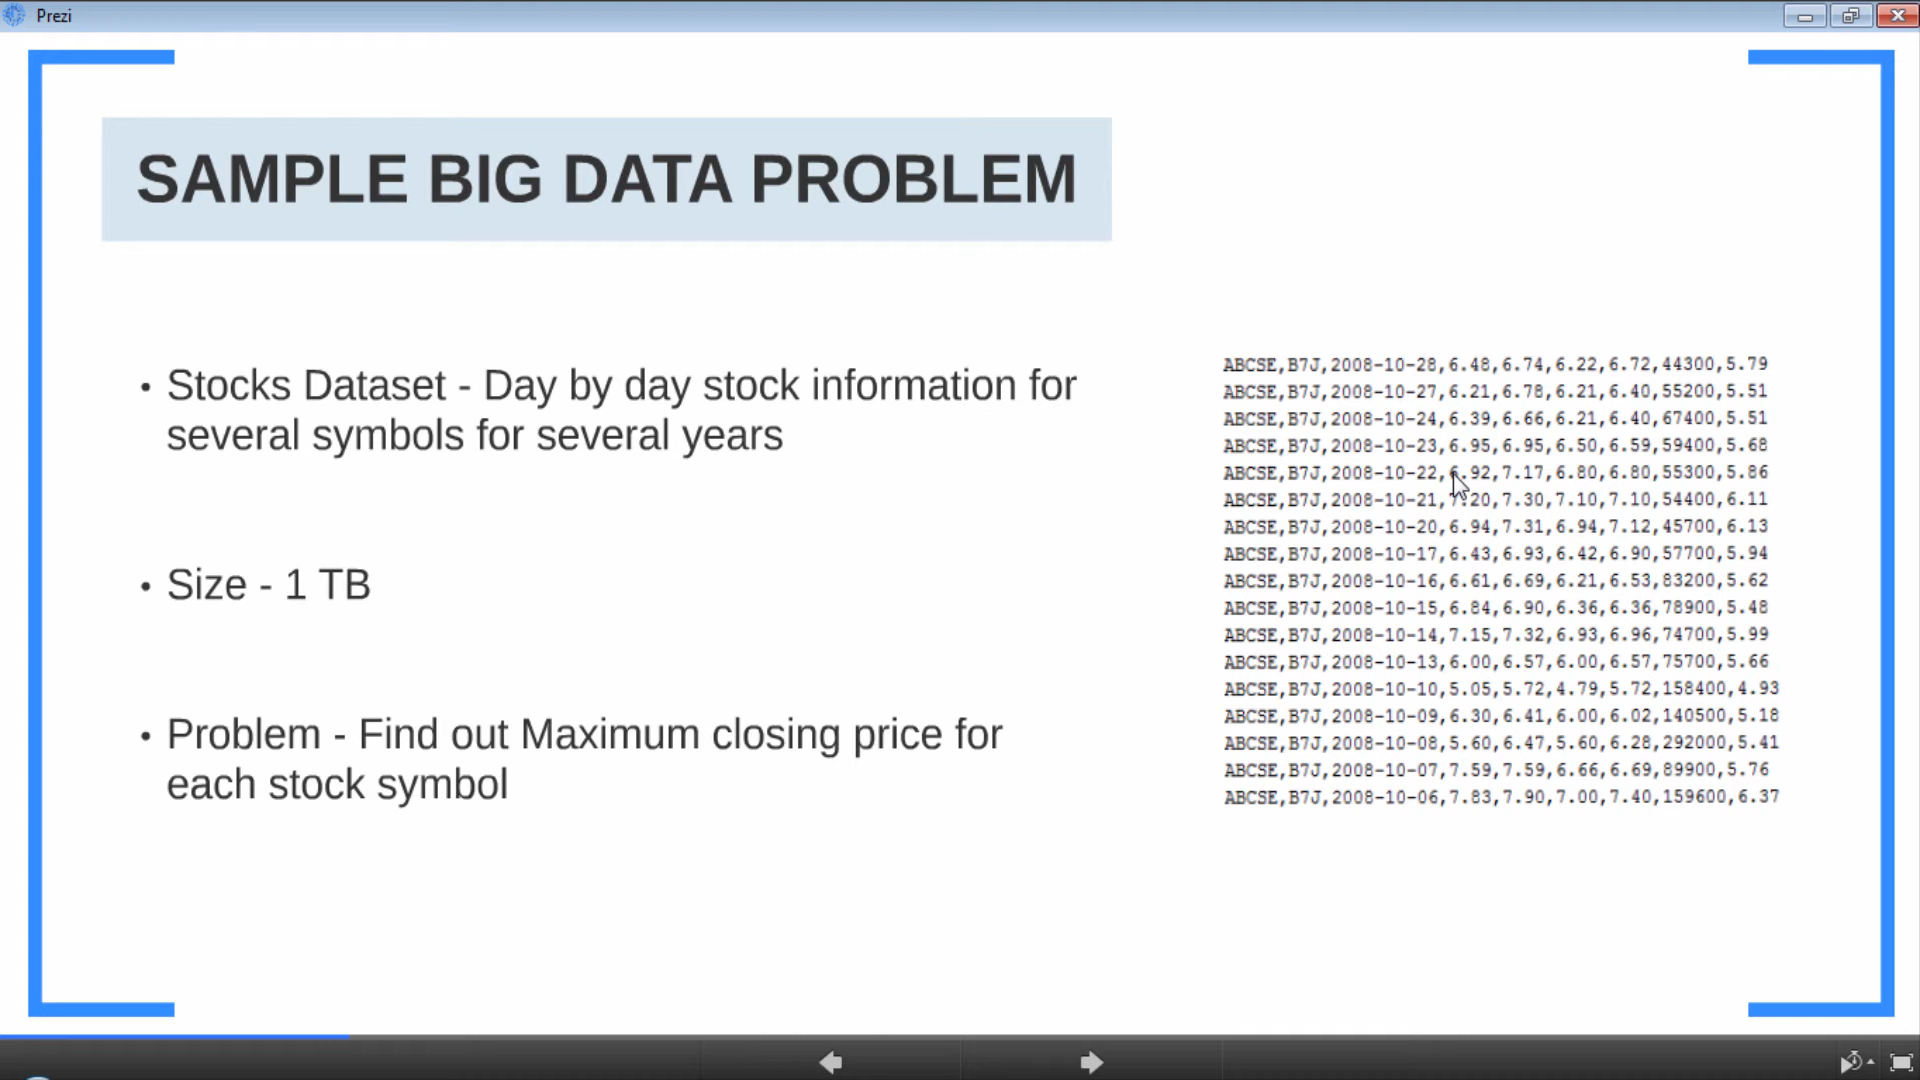 Prezi
SAMPLE BIG DATA PROBLEM
• Stocks Dataset - Day by day stock information for
several symbols for several years
• Size - 1 TB
• Problem - Find out Maximum closing price for
each stock symbol
ABCSE,B7J,2008-10-28,6.48,6.74,6.22,6.72,44300,5.79
ABCSE,B7J,2008-10-27,6.21,6.78,6.21,6.40,55200,5.51
ABCSE,B7J,2008-10-24,6.39,6.66,6.21,6.40,67400,5.51
ABCSE,B7J,2008-10-23,6.95,6.95,6.50,6.59,59400,5.68
ABCSE,B7J,2008-10-22,6.92,7.17,6.80,6.80,55300,5.86
ABCSE,B7J,2008-10-21,7.20,7.30,7.10,7.10,54400,6.11
ABCSE,B7J,2008-10-20,6.94,7.31,6.94,7.12,45700,6.13
ABCSE,B7J,2008-10-17,6.43,6.93,6.42,6.90,57700,5.94
ABCSE,B7J,2008-10-16,6.61,6.69,6.21,6.53,83200,5.62
ABCSE,B7J,2008-10-15,6.84,6.90,6.36,6.36,78900,5.48
ABCSE,B7J,2008-10-14,7.15,7.32,6.93,6.96,74700,5.99
ABCSE,B7J,2008-10-13,6.00,6.57,6.00,6.57,75700,5.66
ABCSE,B7J,2008-10-10,5.05,5.72,4.79,5.72,158400,4.93
ABCSE,B7J,2008-10-09,6.30,6.41,6.00,6.02,140500,5.18
ABCSE,B7J,2008-10-08,5.60,6.47,5.60,6.28,292000,5.41
ABCSE,B7J,2008-10-07,7.59,7.59,6.66,6.69,89900,5.76
ABCSE,B7J,2008-10-06,7.83,7.90,7.00,7.40,159600,6.37